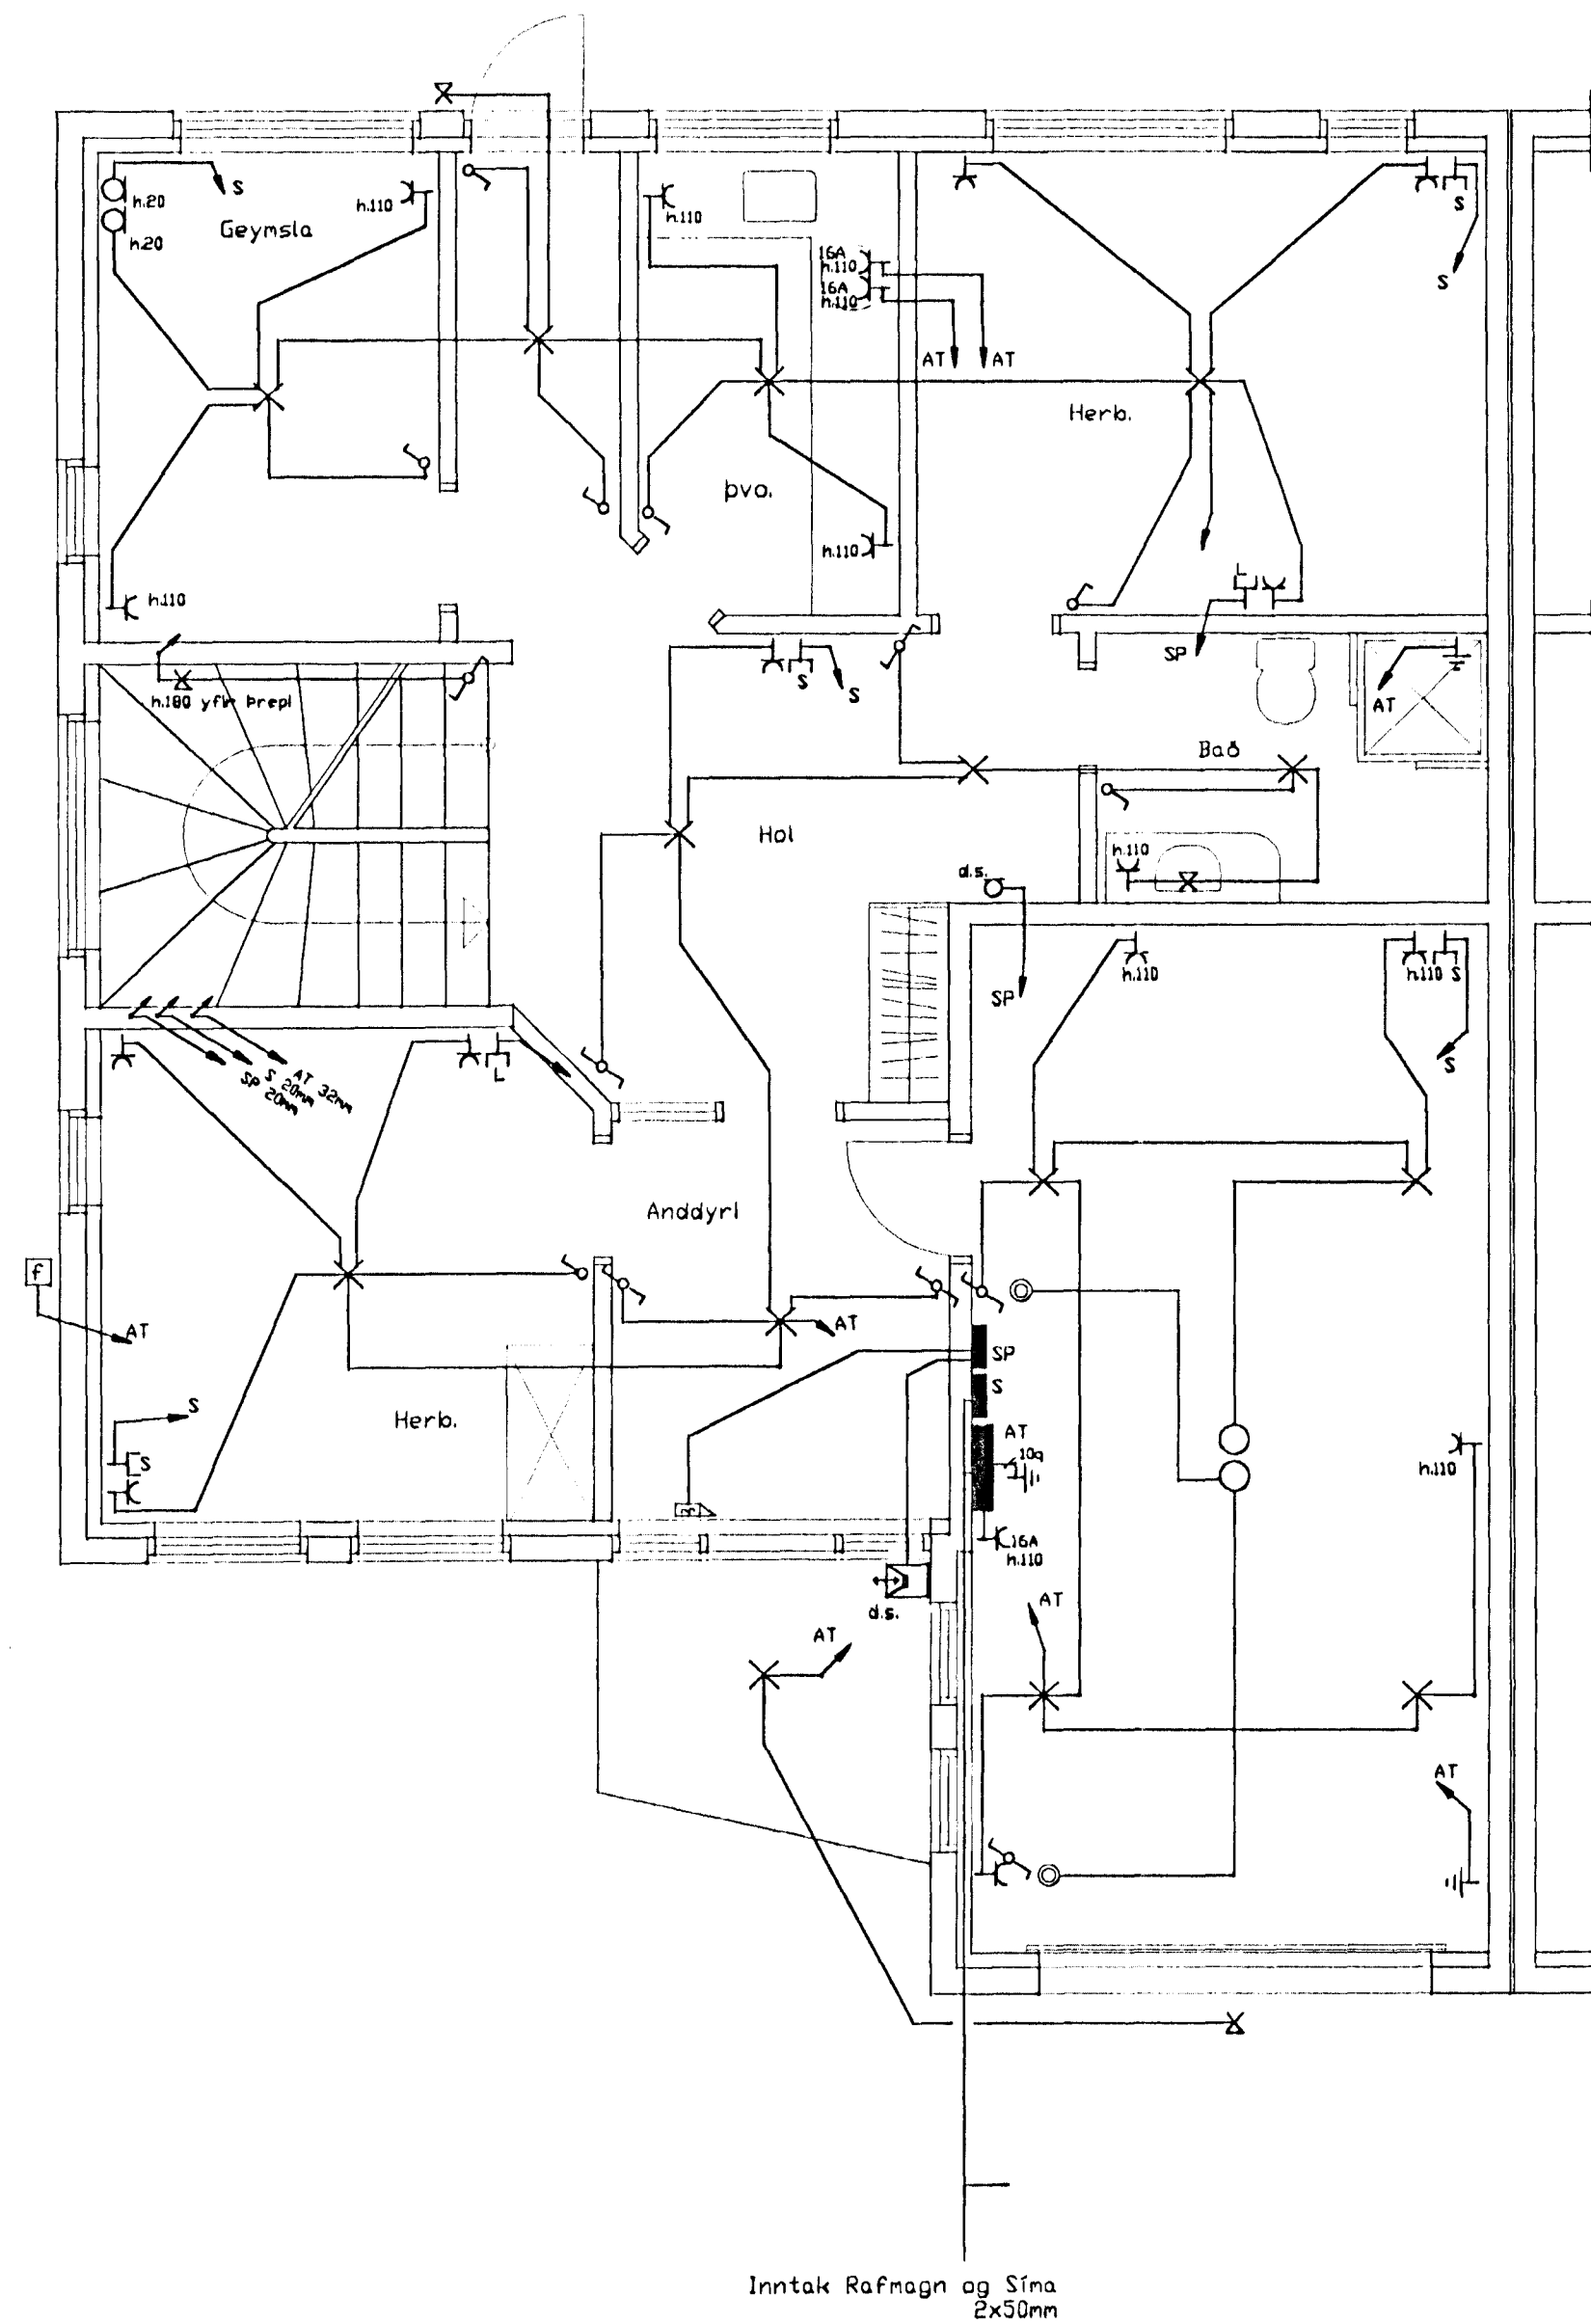 S
h.20
h.20
Geymsla
h.110
h.110
16A
h.110
16A
h.110
S
S
AT
AT
Herb.
þvo.
h.110
h.110
L
SP
S
S
AT
h.180 yfir þrepi
Bað
Hol
h.110
d.s.
SP
h.110
h.110 S
S
L
AT 32mm
S 20mm
SP 20mm
Anddyri
f
AT
AT
SP
S
S
Herb.
AT
10q
S
h.110
16A
h.110
d.s.
AT
AT
AT
Inntak Rafmagn og Síma
2x50mm